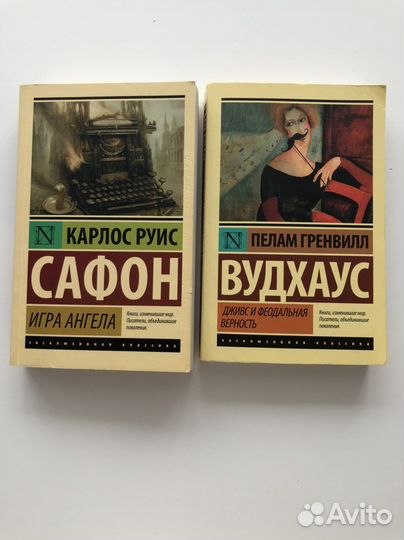 N
КАРЛОС РУИС
САФОН
ИГРА АНГЕЛА
Книги, изменившие мир.
Писатели, объединившие
поколения.
ЭКСКЛЮЗИВНАЯ КЛАССИКА
N
ПЕЛАМ ГРЕНВИЛЛ
ВУДХАУС
ДЖИВС И ФЕОДАЛЬНАЯ
ВЕРНОСТЬ
Книги, изменившие мир.
Писатели, объединившие
поколения.
ЭКСКЛЮЗИВНАЯ КЛАССИКА
Avito